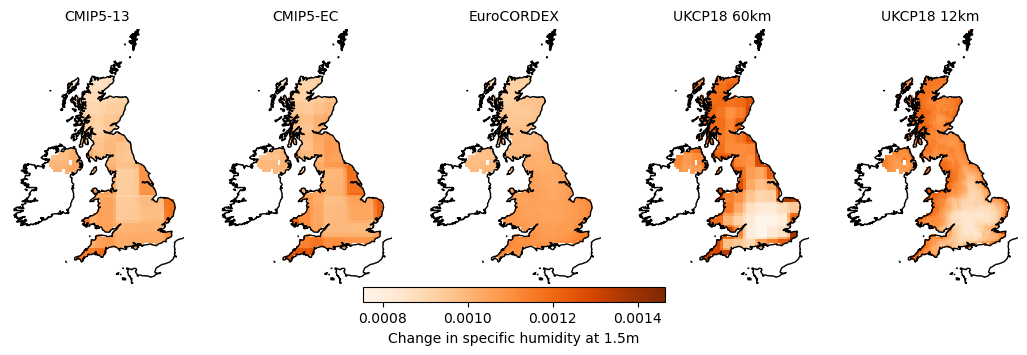 CMIP5-13 CMIP5-EC EuroCORDEX UKCP18 60km UKCP18 12km
0.0008 0.0010 0.0012 0.0014
Change in specific humidity at 1.5m